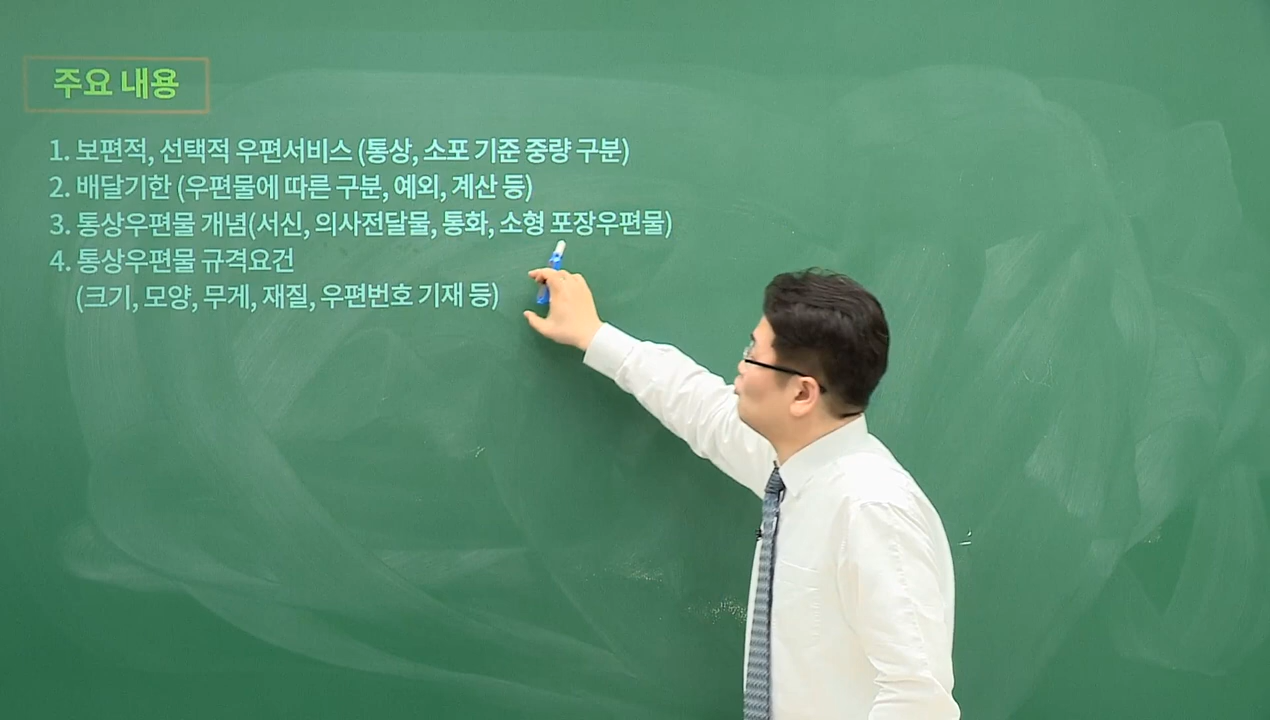 주요 내용
1. 보편적, 선택적 우편서비스 (통상, 소포 기준 중량 구분)
2. 배달기한 (우편물에 따른 구분, 예외, 계산 등)
3. 통상우편물 개념(서신, 의사전달물, 통화, 소형 포장우편물)
4. 통상우편물 규격요건
(크기, 모양, 무게, 재질, 우편번호 기재 등)